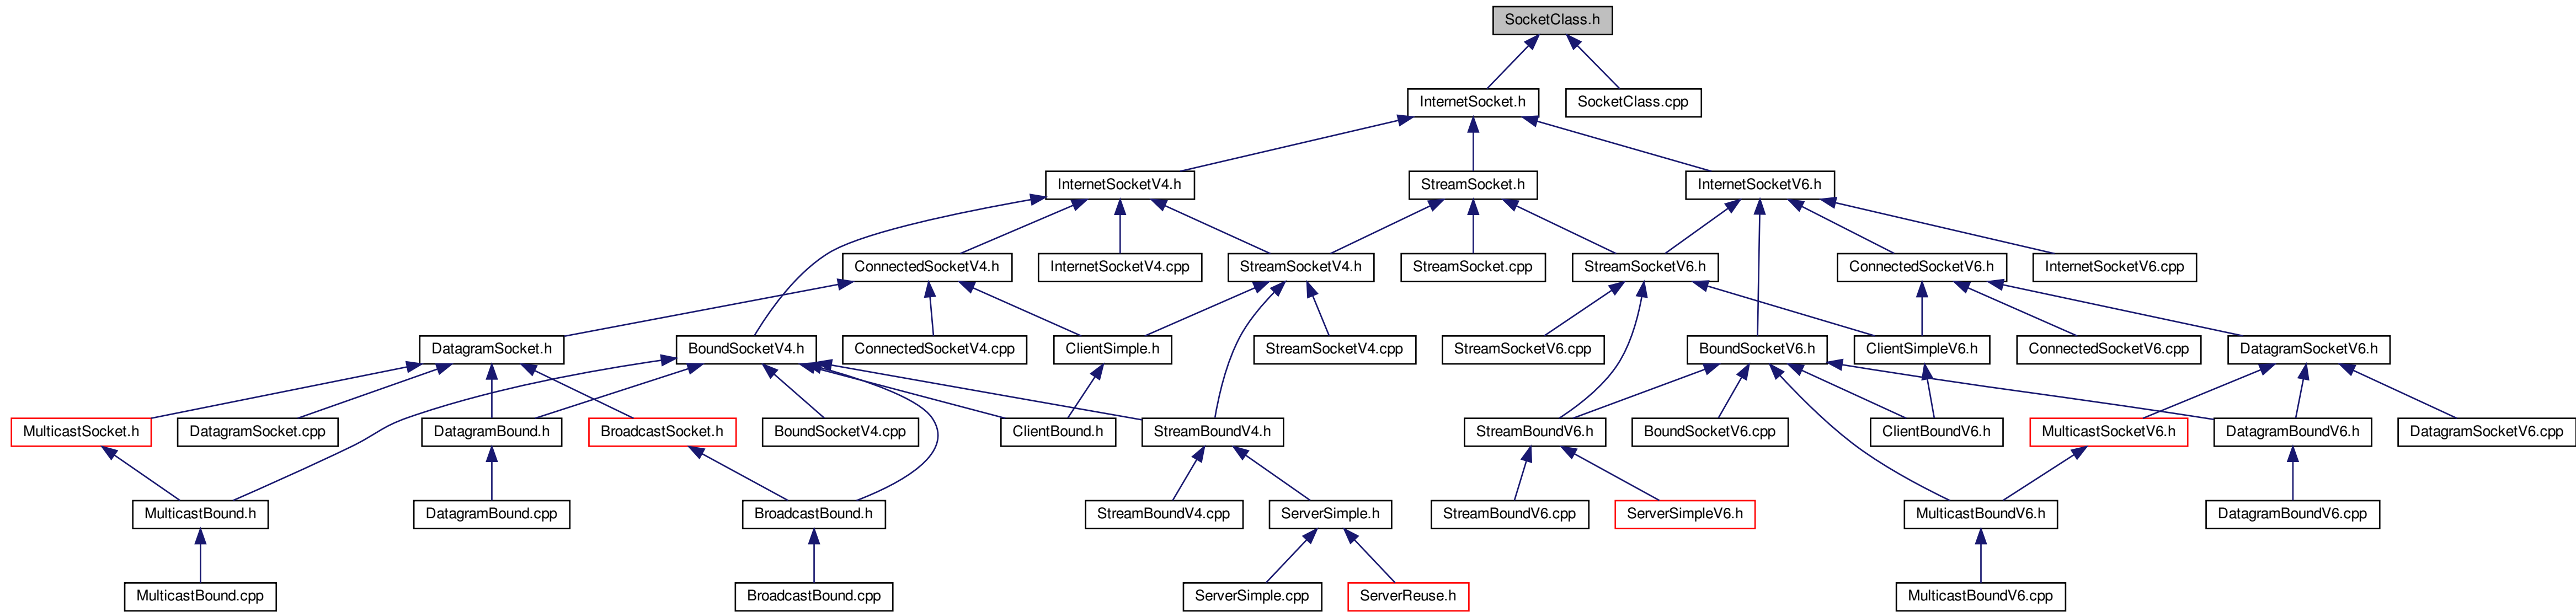 SocketClass.h
InternetSocket.h
SocketClass.cpp
InternetSocketV4.h
StreamSocket.h
InternetSocketV6.h
ConnectedSocketV4.h
InternetSocketV4.cpp
StreamSocketV4.h
StreamSocket.cpp
StreamSocketV6.h
ConnectedSocketV6.h
InternetSocketV6.cpp
DatagramSocket.h
BoundSocketV4.h
ConnectedSocketV4.cpp
ClientSimple.h
StreamSocketV4.cpp
StreamSocketV6.cpp
BoundSocketV6.h
ClientSimpleV6.h
ConnectedSocketV6.cpp
DatagramSocketV6.h
MulticastSocket.h
DatagramSocket.cpp
DatagramBound.h
BroadcastSocket.h
BoundSocketV4.cpp
ClientBound.h
StreamBoundV4.h
StreamBoundV6.h
BoundSocketV6.cpp
ClientBoundV6.h
MulticastSocketV6.h
DatagramBoundV6.h
DatagramSocketV6.cpp
MulticastBound.h
DatagramBound.cpp
BroadcastBound.h
StreamBoundV4.cpp
ServerSimple.h
StreamBoundV6.cpp
ServerSimpleV6.h
MulticastBoundV6.h
DatagramBoundV6.cpp
MulticastBound.cpp
BroadcastBound.cpp
ServerSimple.cpp
ServerReuse.h
MulticastBoundV6.cpp